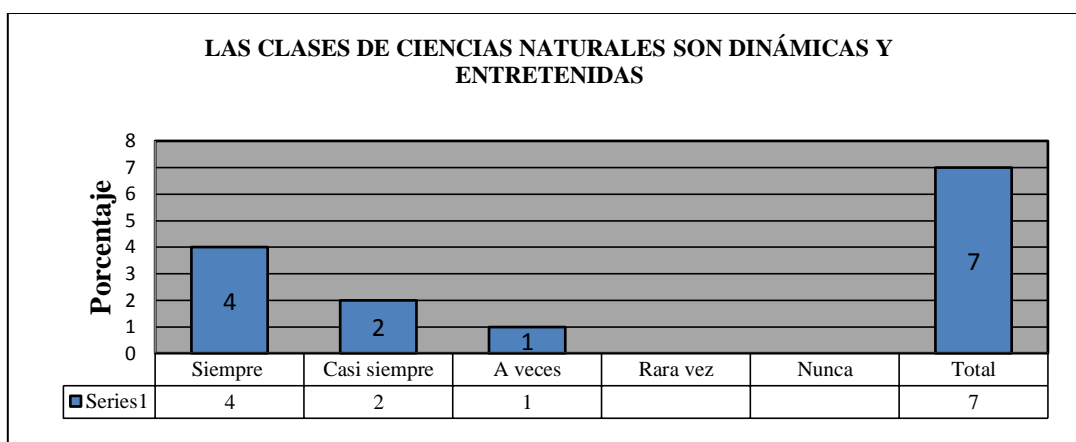 LAS CLASES DE CIENCIAS NATURALES SON DINÁMICAS Y
ENTRETENIDAS
Porcentaje
8
7
6
5
4
3
2
1
0
4
2
1
7
Siempre Casi siempre A veces Rara vez Nunca Total
Series1 4 2 1 7